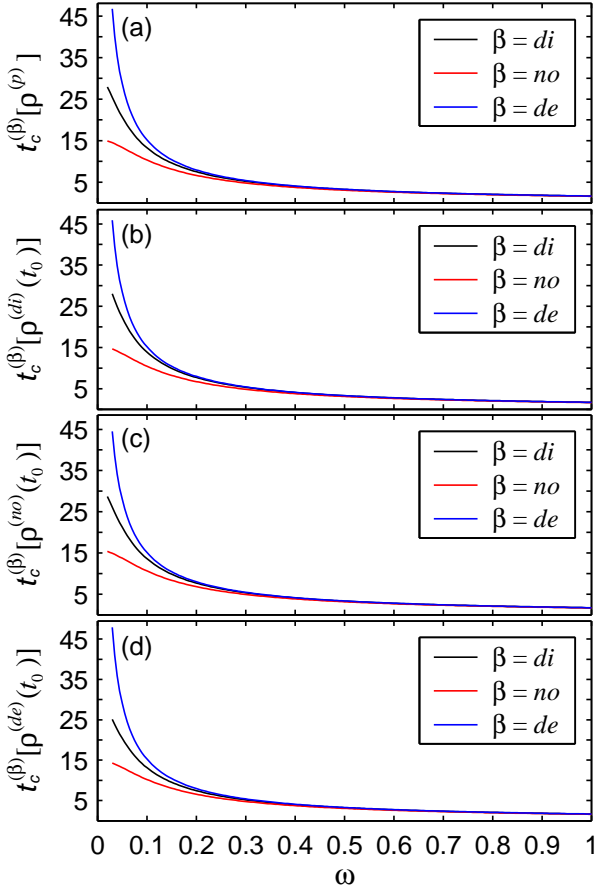 (a)
45
35
25
15
5
t_c^(β)[ρ^(p)]
β = di
β = no
β = de
(b)
45
35
25
15
5
t_c^(β)[ρ^(di)(t_0)]
β = di
β = no
β = de
(c)
45
35
25
15
5
t_c^(β)[ρ^(no)(t_0)]
β = di
β = no
β = de
(d)
45
35
25
15
5
t_c^(β)[ρ^(de)(t_0)]
β = di
β = no
β = de
0 0.1 0.2 0.3 0.4 0.5 0.6 0.7 0.8 0.9 1
ω